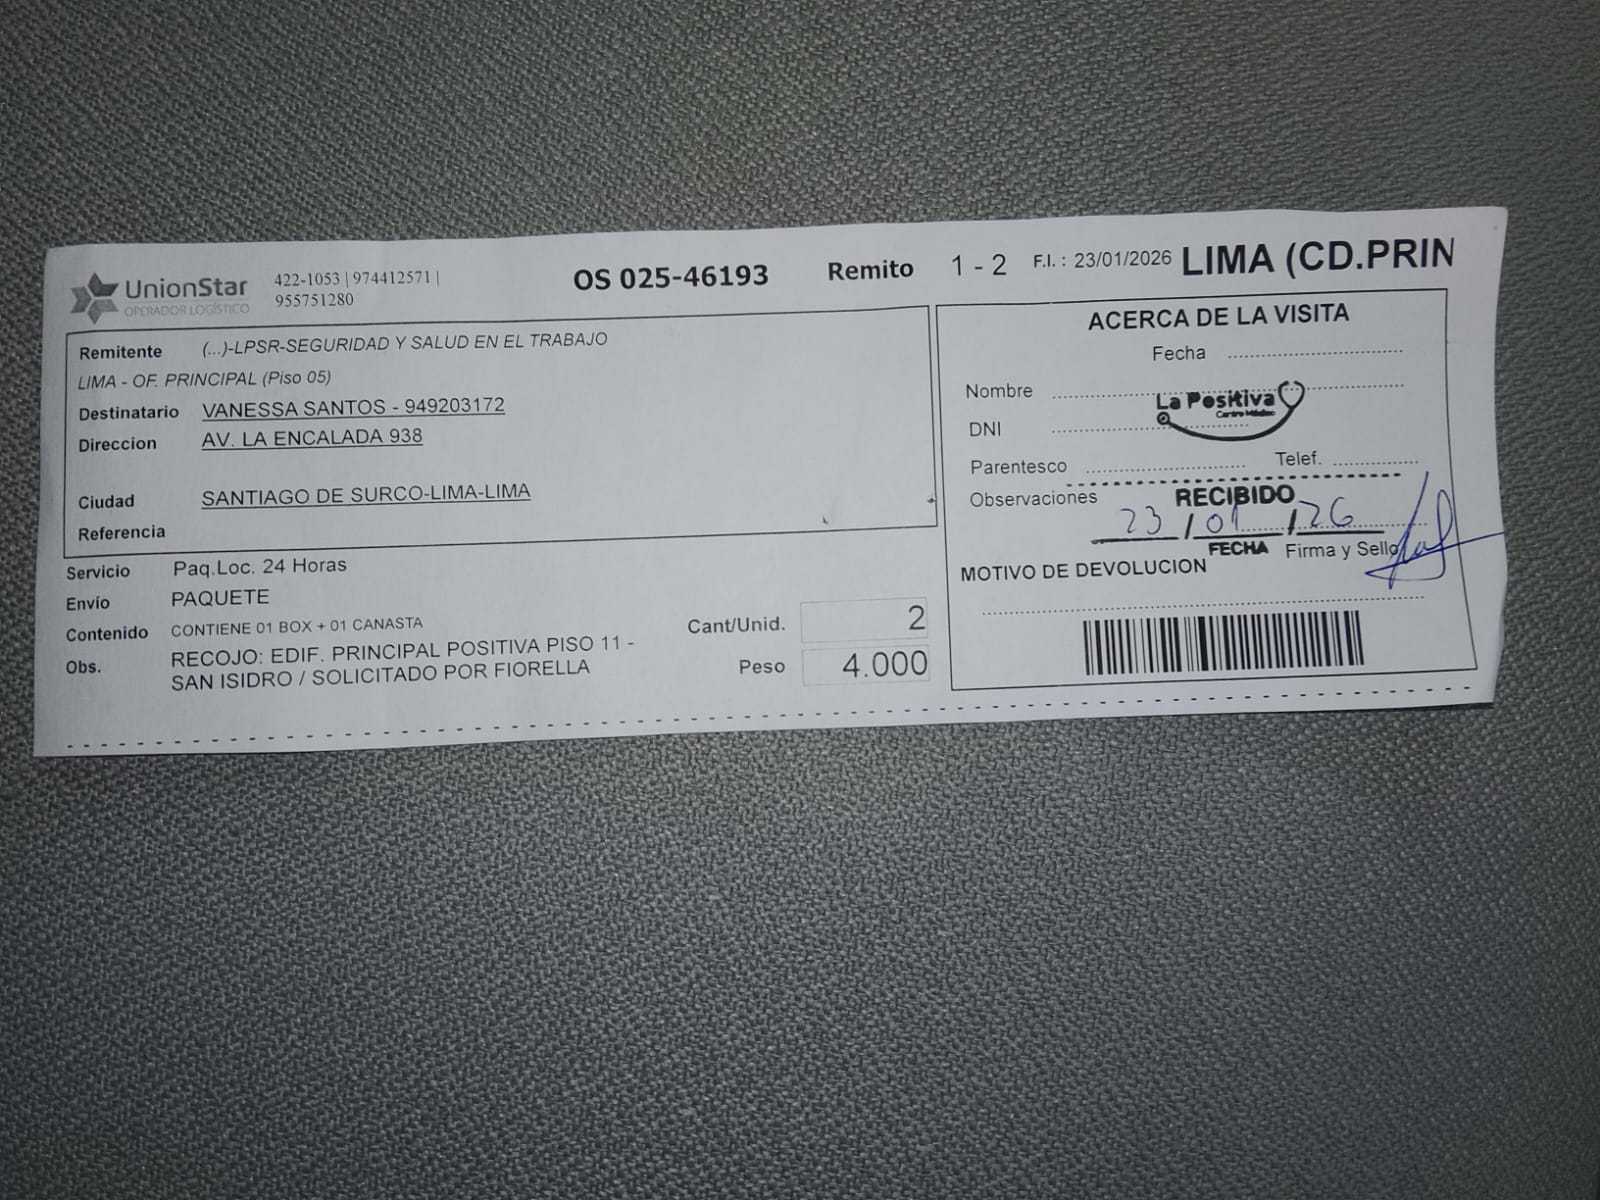 UnionStar
OPERADOR LOGÍSTICO
422-1053 | 974412571 |
955751280
OS 025-46193
Remito 1 - 2
F.I. : 23/01/2026
LIMA (CD.PRIN
Remitente (...)-LPSR-SEGURIDAD Y SALUD EN EL TRABAJO
LIMA - OF. PRINCIPAL (Piso 05)
Destinatario VANESSA SANTOS - 949203172
Direccion AV. LA ENCALADA 938
Ciudad SANTIAGO DE SURCO-LIMA-LIMA
Referencia
Servicio Paq.Loc. 24 Horas
Envío PAQUETE
Contenido CONTIENE 01 BOX + 01 CANASTA
Obs. RECOJO: EDIF. PRINCIPAL POSITIVA PISO 11 -
SAN ISIDRO / SOLICITADO POR FIORELLA
Cant/Unid. 2
Peso 4.000
ACERCA DE LA VISITA
Fecha
Nombre
La Positiva
Centro Médico
DNI
Parentesco Telef.
Observaciones RECIBIDO
23 / 01 / 26
FECHA Firma y Sello
MOTIVO DE DEVOLUCION